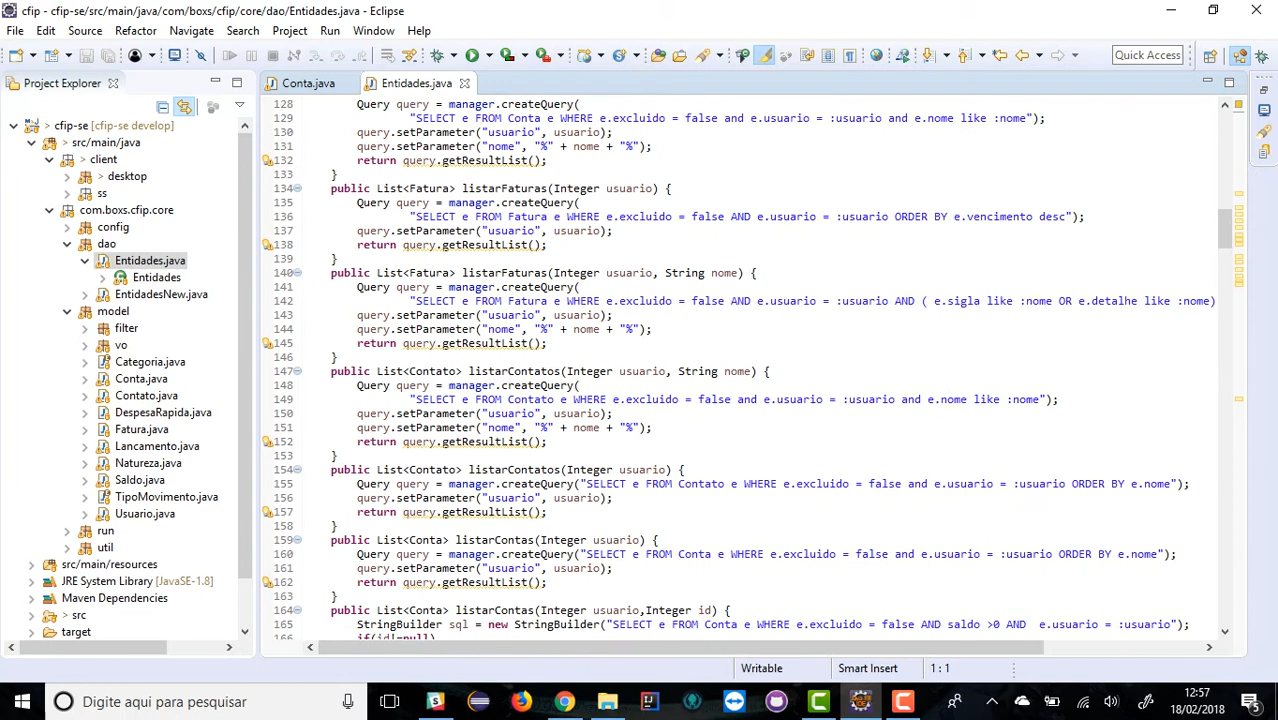 cfip - cfip-se/src/main/java/com/boxs/cfip/core/dao/Entidades.java - Eclipse
File Edit Source Refactor Navigate Search Project Run Window Help
Quick Access
Project Explorer
Conta.java
Entidades.java
> cfip-se [cfip-se develop]
> src/main/java
> client
> desktop
ss
com.boxs.cfip.core
config
dao
Entidades.java
Entidades
EntidadesNew.java
model
filter
vo
Categoria.java
Conta.java
Contato.java
DespesaRapida.java
Fatura.java
Lancamento.java
Natureza.java
Saldo.java
TipoMovimento.java
Usuario.java
run
util
src/main/resources
JRE System Library [JavaSE-1.8]
Maven Dependencies
> src
target
128 Query query = manager.createQuery(
129 "SELECT e FROM Conta e WHERE e.excluido = false and e.usuario = :usuario and e.nome like :nome");
130 query.setParameter("usuario", usuario);
131 query.setParameter("nome", "%" + nome + "%");
132 return query.getResultList();
133 }
134 public List<Fatura> listarFaturas(Integer usuario) {
135 Query query = manager.createQuery(
136 "SELECT e FROM Fatura e WHERE e.excluido = false AND e.usuario = :usuario ORDER BY e.vencimento desc");
137 query.setParameter("usuario", usuario);
138 return query.getResultList();
139 }
140 public List<Fatura> listarFaturas(Integer usuario, String nome) {
141 Query query = manager.createQuery(
142 "SELECT e FROM Fatura e WHERE e.excluido = false AND e.usuario = :usuario AND ( e.sigla like :nome OR e.detalhe like :nome)
143 query.setParameter("usuario", usuario);
144 query.setParameter("nome", "%" + nome + "%");
145 return query.getResultList();
146 }
147 public List<Contato> listarContatos(Integer usuario, String nome) {
148 Query query = manager.createQuery(
149 "SELECT e FROM Contato e WHERE e.excluido = false and e.usuario = :usuario and e.nome like :nome");
150 query.setParameter("usuario", usuario);
151 query.setParameter("nome", "%" + nome + "%");
152 return query.getResultList();
153 }
154 public List<Contato> listarContatos(Integer usuario) {
155 Query query = manager.createQuery("SELECT e FROM Contato e WHERE e.excluido = false and e.usuario = :usuario ORDER BY e.nome");
156 query.setParameter("usuario", usuario);
157 return query.getResultList();
158 }
159 public List<Conta> listarContas(Integer usuario) {
160 Query query = manager.createQuery("SELECT e FROM Conta e WHERE e.excluido = false and e.usuario = :usuario ORDER BY e.nome");
161 query.setParameter("usuario", usuario);
162 return query.getResultList();
163 }
164 public List<Conta> listarContas(Integer usuario,Integer id) {
165 StringBuilder sql = new StringBuilder("SELECT e FROM Conta e WHERE e.excluido = false AND saldo >0 AND  e.usuario = :usuario");
166 if(id!=null)
Writable Smart Insert 1 : 1
Digite aqui para pesquisar
12:57
18/02/2018
5